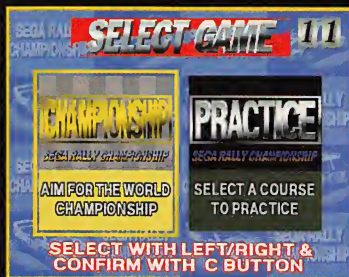 SELECT GAME 11
CHAMPIONSHIP
SEGA RALLY CHAMPIONSHIP
AIM FOR THE WORLD
CHAMPIONSHIP
PRACTICE
SEGA RALLY CHAMPIONSHIP
SELECT A COURSE
TO PRACTICE
SELECT WITH LEFT/RIGHT &
CONFIRM WITH C BUTTON